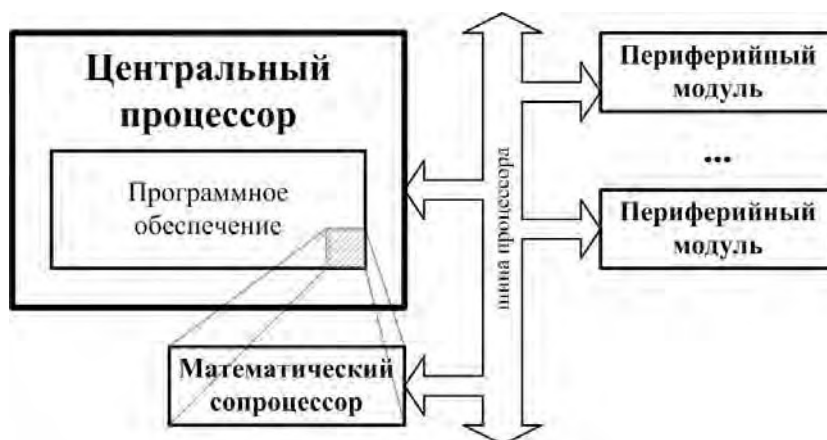 Центральный
процессор
Программное
обеспечение
Математический
сопроцессор
шина процессора
Периферийный
модуль
...
Периферийный
модуль